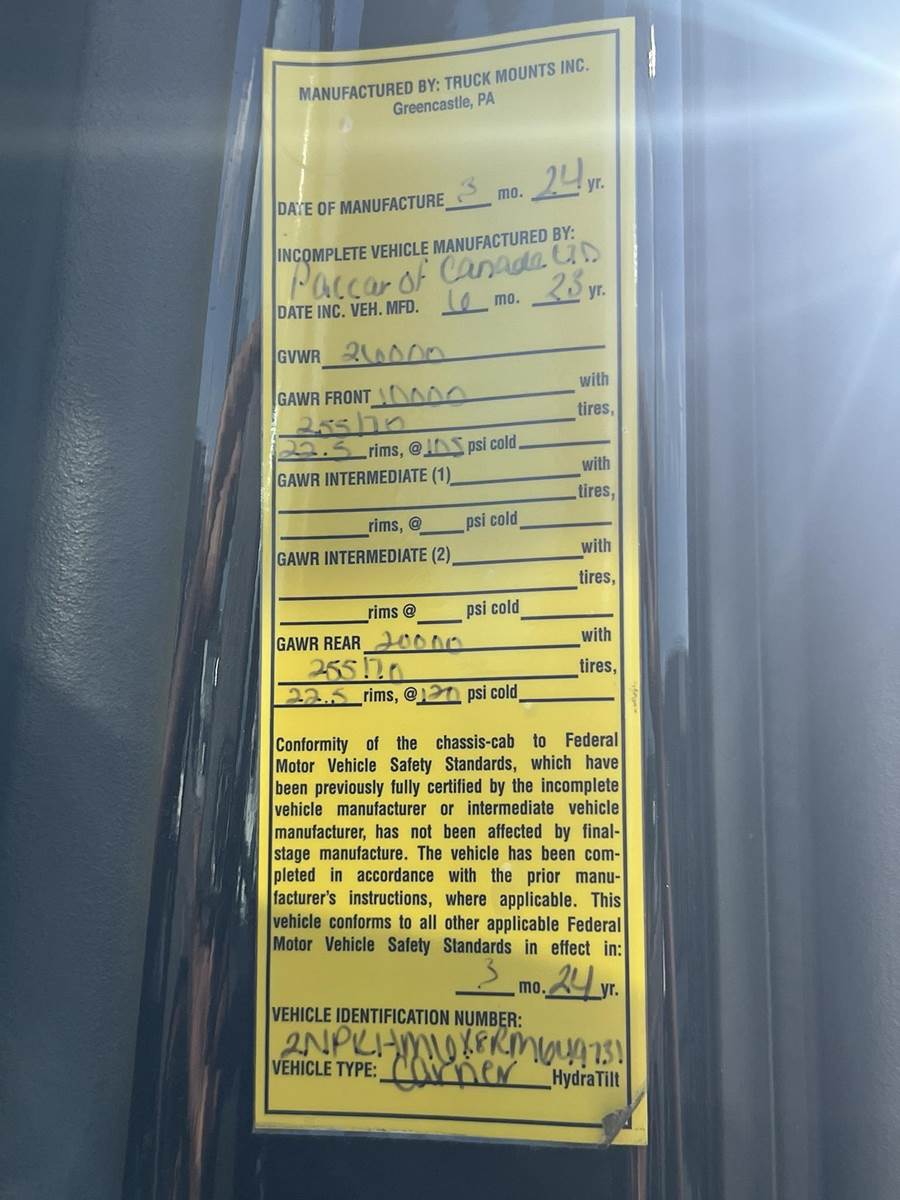 MANUFACTURED BY: TRUCK MOUNTS INC.
Greencastle, PA
DATE OF MANUFACTURE 3 mo. 24 yr.
INCOMPLETE VEHICLE MANUFACTURED BY:
Paccar of Canada LTD
DATE INC. VEH. MFD. 6 mo. 23 yr.
GVWR 26000
GAWR FRONT 10000 with
255/70 tires,
22.5 rims, @ 105 psi cold
GAWR INTERMEDIATE (1) with
tires,
rims, @ psi cold
GAWR INTERMEDIATE (2) with
tires,
rims @ psi cold
GAWR REAR 20000 with
255/70 tires,
22.5 rims, @ 120 psi cold
Conformity of the chassis-cab to Federal
Motor Vehicle Safety Standards, which have
been previously fully certified by the incomplete
vehicle manufacturer or intermediate vehicle
manufacturer, has not been affected by final-
stage manufacture. The vehicle has been com-
pleted in accordance with the prior manu-
facturer's instructions, where applicable. This
vehicle conforms to all other applicable Federal
Motor Vehicle Safety Standards in effect in:
3 mo. 24 yr.
VEHICLE IDENTIFICATION NUMBER:
VEHICLE TYPE: Carrier HydraTilt